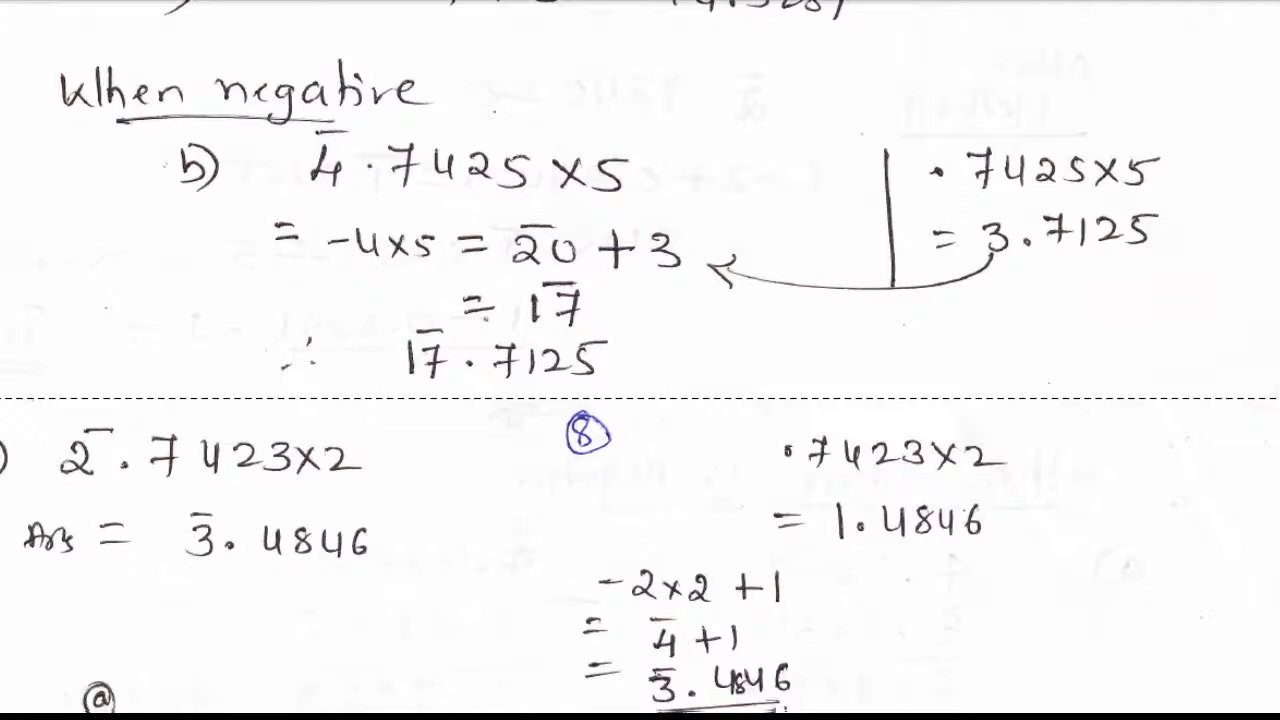 When negative
b) 4̄.7425×5
.7425×5
= -4×5 = 2̄0̄ + 3
= 3.7125
= 1̄7̄
∴ 1̄7̄.7125
8
) 2̄.7423×2
.7423×2
= 1.4846
Ans = 3̄.4846
-2×2 +1
= 4̄ +1
= 3̄.4846
@